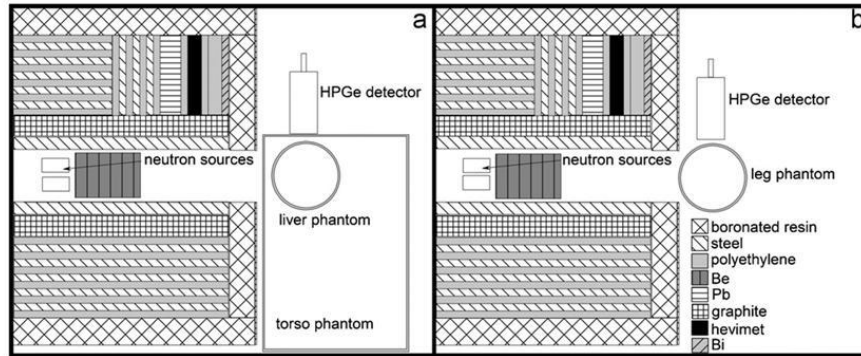 a
HPGe detector
neutron sources
liver phantom
torso phantom
b
HPGe detector
neutron sources
leg phantom
boronated resin
steel
polyethylene
Be
Pb
graphite
hevimet
Bi